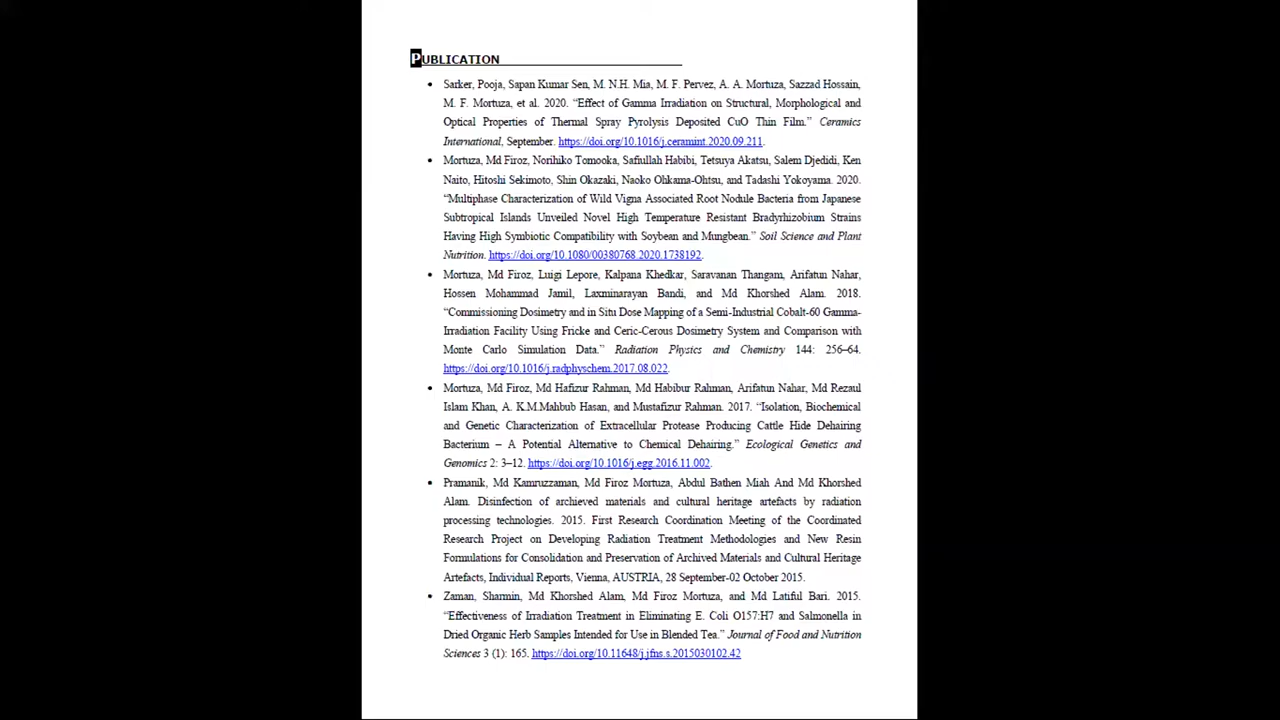 PUBLICATION
• Sarker, Pooja, Sapan Kumar Sen, M. N.H. Mia, M. F. Pervez, A. A. Mortuza, Sazzad Hossain,
M. F. Mortuza, et al. 2020. “Effect of Gamma Irradiation on Structural, Morphological and
Optical Properties of Thermal Spray Pyrolysis Deposited CuO Thin Film.” Ceramics
International, September. https://doi.org/10.1016/j.ceramint.2020.09.211.
• Mortuza, Md Firoz, Norihiko Tomooka, Safiullah Habibi, Tetsuya Akatsu, Salem Djedidi, Ken
Naito, Hitoshi Sekimoto, Shin Okazaki, Naoko Ohkama-Ohtsu, and Tadashi Yokoyama. 2020.
“Multiphase Characterization of Wild Vigna Associated Root Nodule Bacteria from Japanese
Subtropical Islands Unveiled Novel High Temperature Resistant Bradyrhizobium Strains
Having High Symbiotic Compatibility with Soybean and Mungbean.” Soil Science and Plant
Nutrition. https://doi.org/10.1080/00380768.2020.1738192.
• Mortuza, Md Firoz, Luigi Lepore, Kalpana Khedkar, Saravanan Thangam, Arifatun Nahar,
Hossen Mohammad Jamil, Laxminarayan Bandi, and Md Khorshed Alam. 2018.
“Commissioning Dosimetry and in Situ Dose Mapping of a Semi-Industrial Cobalt-60 Gamma-
Irradiation Facility Using Fricke and Ceric-Cerous Dosimetry System and Comparison with
Monte Carlo Simulation Data.” Radiation Physics and Chemistry 144: 256–64.
https://doi.org/10.1016/j.radphyschem.2017.08.022.
• Mortuza, Md Firoz, Md Hafizur Rahman, Md Habibur Rahman, Arifatun Nahar, Md Rezaul
Islam Khan, A. K.M.Mahbub Hasan, and Mustafizur Rahman. 2017. “Isolation, Biochemical
and Genetic Characterization of Extracellular Protease Producing Cattle Hide Dehairing
Bacterium – A Potential Alternative to Chemical Dehairing.” Ecological Genetics and
Genomics 2: 3–12. https://doi.org/10.1016/j.egg.2016.11.002.
• Pramanik, Md Kamruzzaman, Md Firoz Mortuza, Abdul Bathen Miah And Md Khorshed
Alam. Disinfection of archieved materials and cultural heritage artefacts by radiation
processing technologies. 2015. First Research Coordination Meeting of the Coordinated
Research Project on Developing Radiation Treatment Methodologies and New Resin
Formulations for Consolidation and Preservation of Archived Materials and Cultural Heritage
Artefacts, Individual Reports, Vienna, AUSTRIA, 28 September-02 October 2015.
• Zaman, Sharmin, Md Khorshed Alam, Md Firoz Mortuza, and Md Latiful Bari. 2015.
“Effectiveness of Irradiation Treatment in Eliminating E. Coli O157:H7 and Salmonella in
Dried Organic Herb Samples Intended for Use in Blended Tea.” Journal of Food and Nutrition
Sciences 3 (1): 165. https://doi.org/10.11648/j.jfns.s.2015030102.42